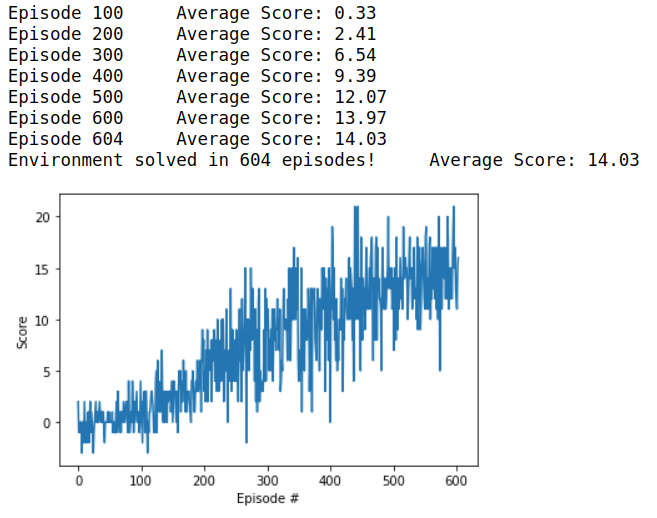 Episode 100 Average Score: 0.33
Episode 200 Average Score: 2.41
Episode 300 Average Score: 6.54
Episode 400 Average Score: 9.39
Episode 500 Average Score: 12.07
Episode 600 Average Score: 13.97
Episode 604 Average Score: 14.03
Environment solved in 604 episodes! Average Score: 14.03
20
15
10
5
0
Score
0 100 200 300 400 500 600
Episode #